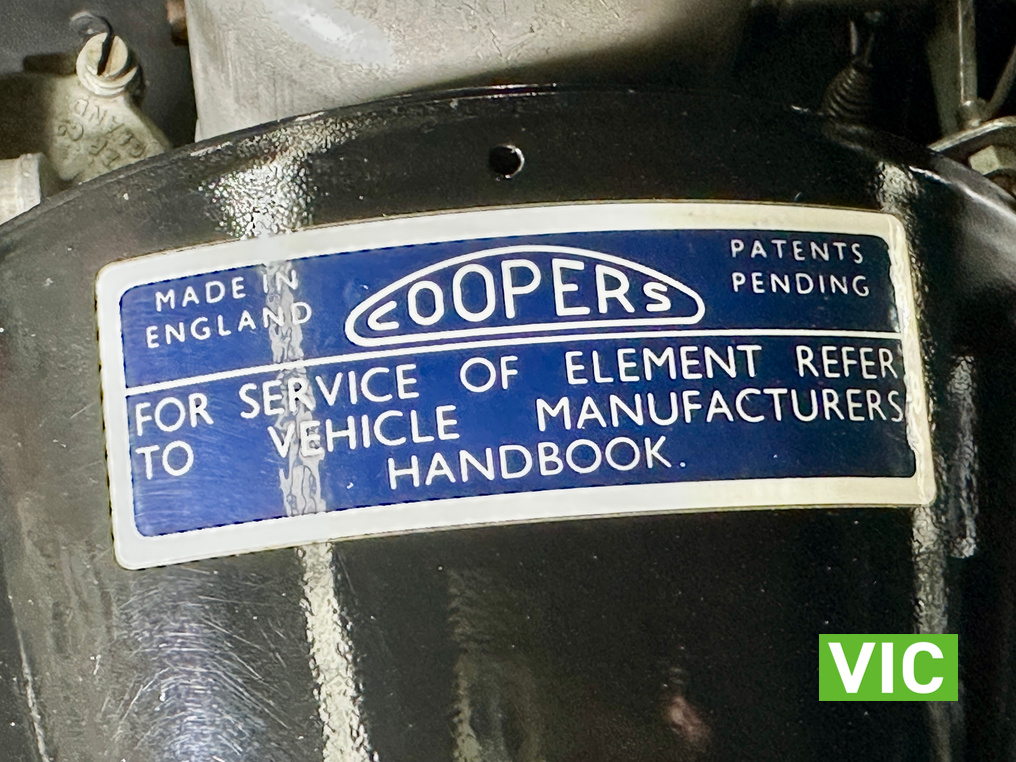 MADE IN
ENGLAND
COOPERS
PATENTS
PENDING
FOR SERVICE OF ELEMENT REFER
TO VEHICLE MANUFACTURERS
HANDBOOK.
VIC